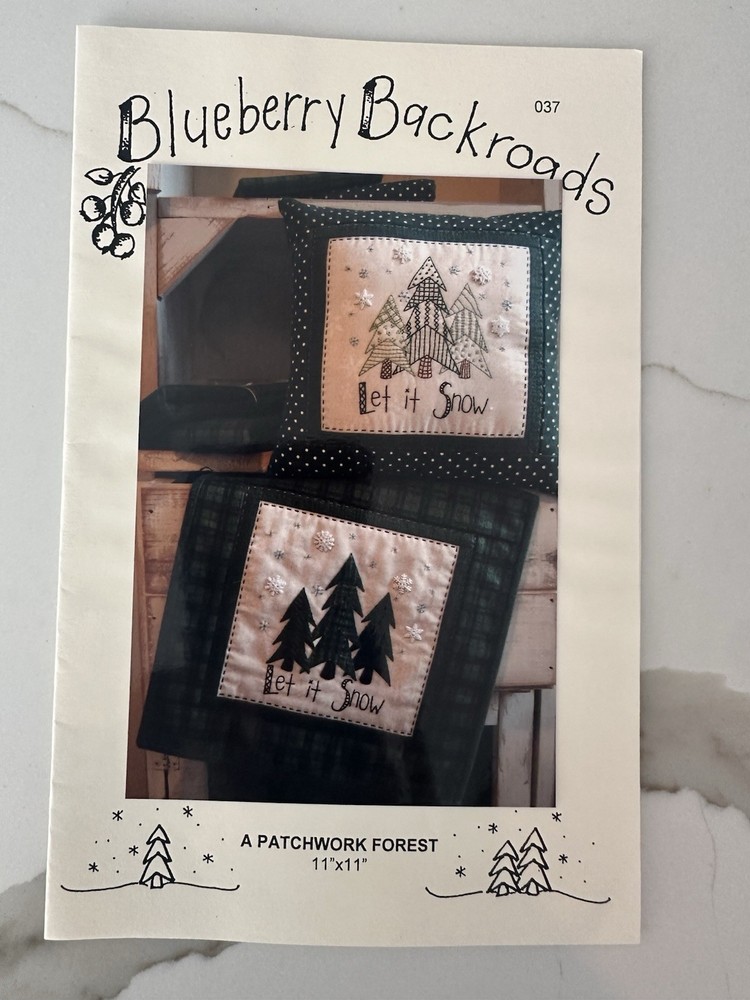 037
Blueberry Backroads
Let it Snow
Let it Snow
A PATCHWORK FOREST
11"x11"